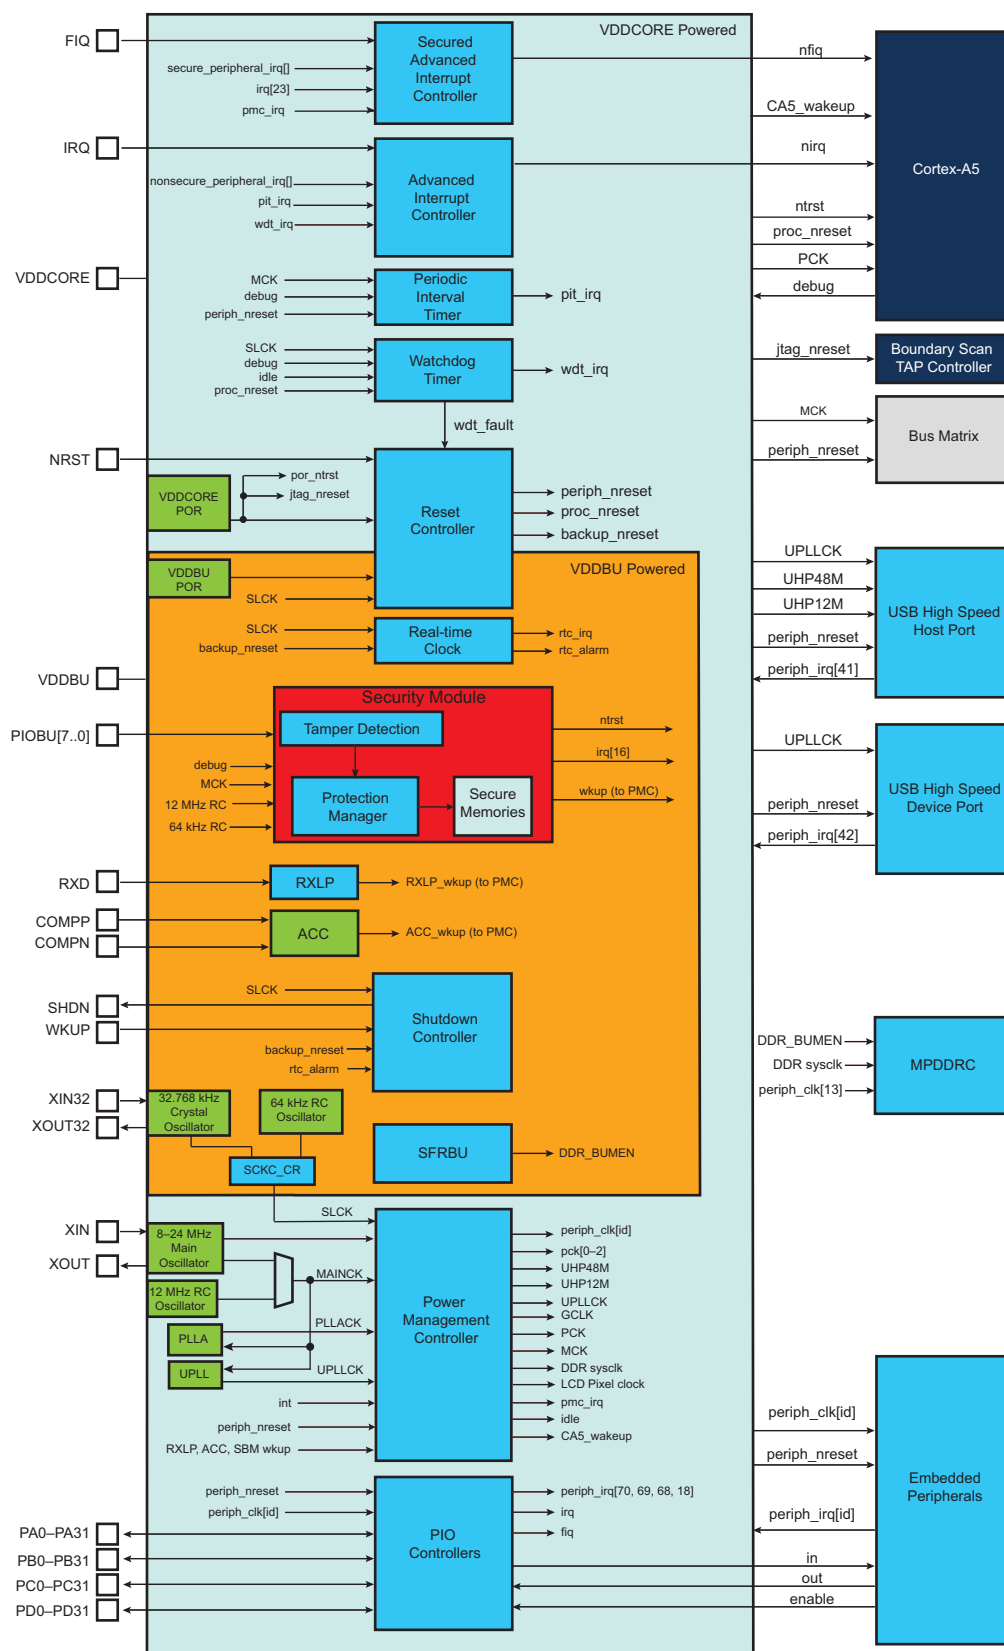 VDDCORE Powered
FIQ
Secured
Advanced
Interrupt
Controller
secure_peripheral_irq[]
irq[23]
pmc_irq
nfiq
CA5_wakeup
Cortex-A5
IRQ
nirq
Advanced
Interrupt
Controller
nonsecure_peripheral_irq[]
pit_irq
wdt_irq
ntrst
proc_nreset
PCK
debug
VDDCORE
MCK
debug
periph_nreset
Periodic
Interval
Timer
pit_irq
SLCK
debug
idle
proc_nreset
Watchdog
Timer
wdt_irq
jtag_nreset
Boundary Scan
TAP Controller
wdt_fault
MCK
periph_nreset
Bus Matrix
NRST
VDDCORE
POR
por_ntrst
jtag_nreset
Reset
Controller
periph_nreset
proc_nreset
backup_nreset
VDDBU Powered
VDDBU
POR
SLCK
UPLLCK
UHP48M
UHP12M
periph_nreset
periph_irq[41]
USB High Speed
Host Port
SLCK
backup_nreset
Real-time
Clock
rtc_irq
rtc_alarm
VDDBU
Security Module
PIOBU[7..0]
Tamper Detection
debug
MCK
12 MHz RC
64 kHz RC
Protection
Manager
Secure
Memories
ntrst
irq[16]
wkup (to PMC)
UPLLCK
periph_nreset
periph_irq[42]
USB High Speed
Device Port
RXD
RXLP
RXLP_wkup (to PMC)
COMPP
COMPN
ACC
ACC_wkup (to PMC)
SLCK
SHDN
WKUP
Shutdown
Controller
backup_nreset
rtc_alarm
DDR_BUMEN
DDR sysclk
periph_clk[13]
MPDDRC
XIN32
XOUT32
32.768 kHz
Crystal
Oscillator
64 kHz RC
Oscillator
SCKC_CR
SFRBU
DDR_BUMEN
SLCK
XIN
XOUT
8–24 MHz
Main
Oscillator
12 MHz RC
Oscillator
MAINCK
PLLACK
PLLA
UPLLCK
UPLL
int
periph_nreset
RXLP, ACC, SBM wkup
Power
Management
Controller
periph_clk[id]
pck[0–2]
UHP48M
UHP12M
UPLLCK
GCLK
PCK
MCK
DDR sysclk
LCD Pixel clock
pmc_irq
idle
CA5_wakeup
periph_clk[id]
periph_nreset
periph_irq[id]
Embedded
Peripherals
periph_nreset
periph_clk[id]
PIO
Controllers
periph_irq[70, 69, 68, 18]
irq
fiq
in
out
enable
PA0–PA31
PB0–PB31
PC0–PC31
PD0–PD31